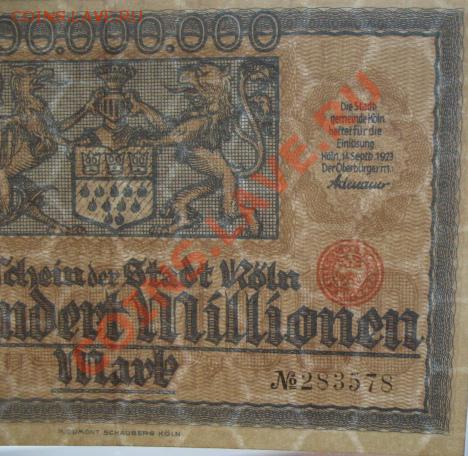 COINS.LAVE.RU
00.000.000
Die Stadt
gemeinde Köln
haftet für die
Einlösung
Köln, 14 Septb. 1923
Der Oberbürgerm.:
Adenauer
schein der Stadt Köln
ndert Millionen
Mark
№283578
M. DUMONT SCHAUBERG KÖLN
COINS.LAVE.RU